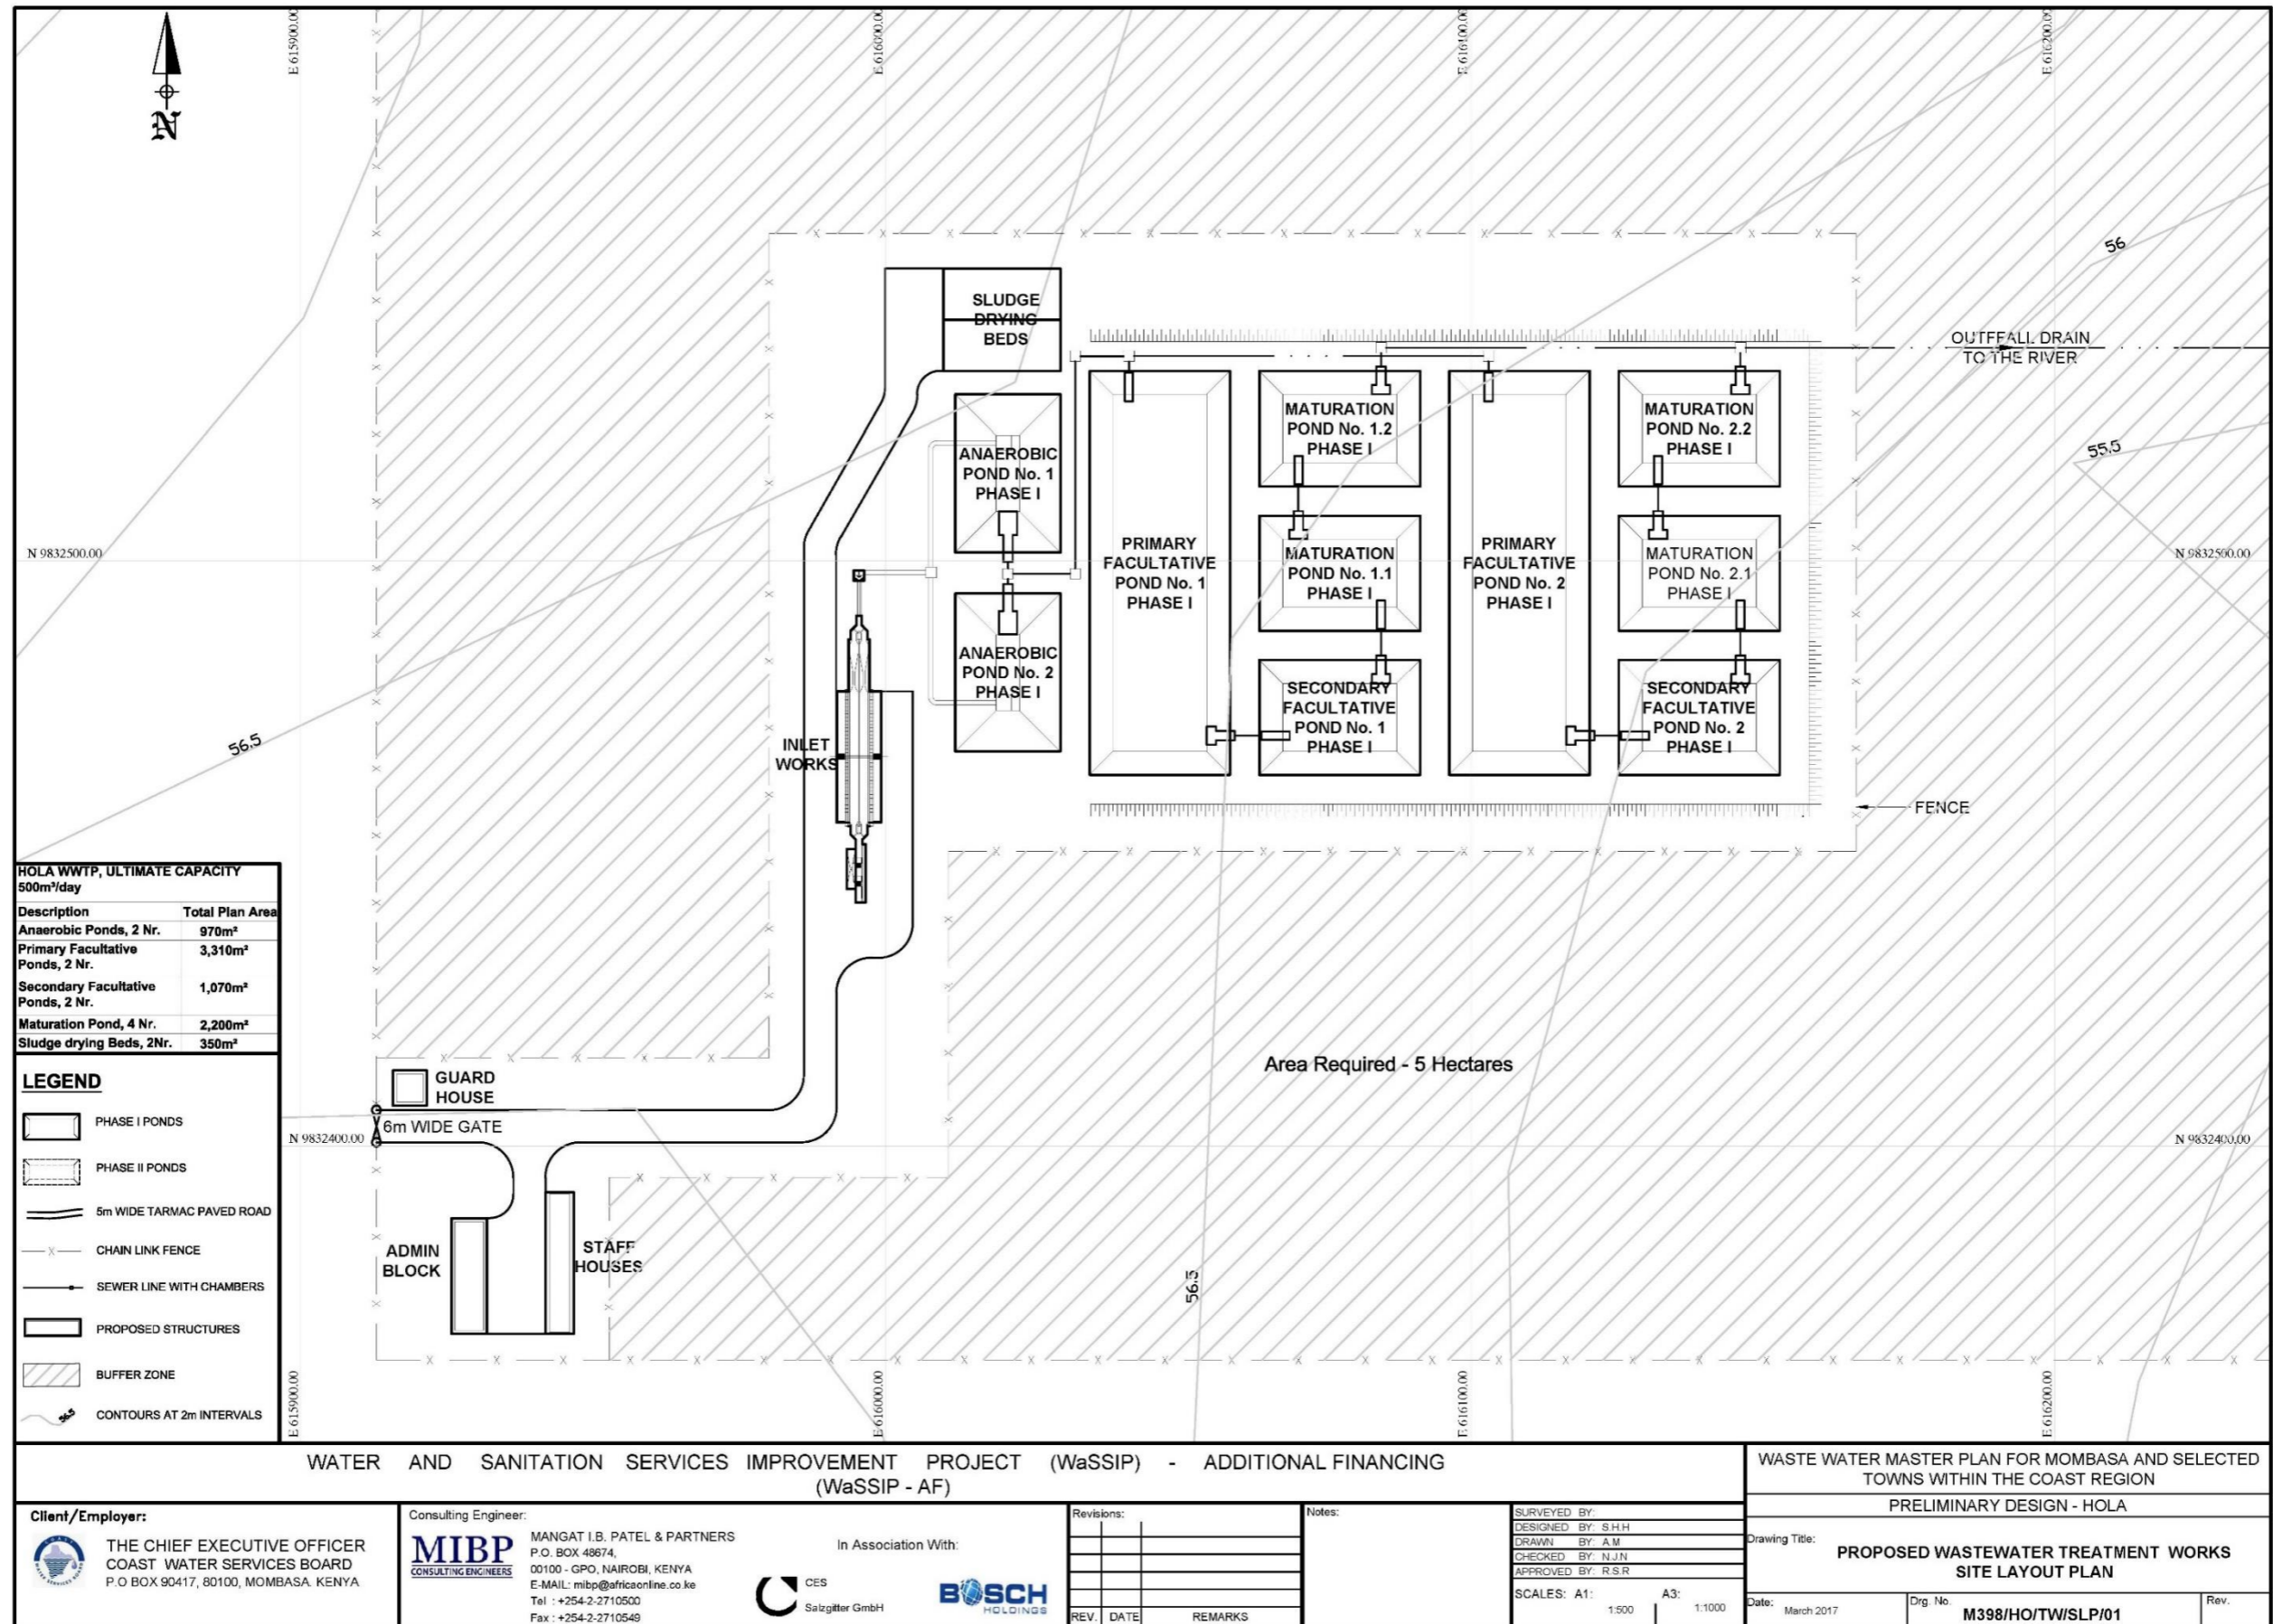 N
E 615900.00
E 616000.00
E 616100.00
E 616200.00
56
55.5
OUTFFALL DRAIN
TO THE RIVER
SLUDGE
DRYING
BEDS
ANAEROBIC
POND No. 1
PHASE I
ANAEROBIC
POND No. 2
PHASE I
PRIMARY
FACULTATIVE
POND No. 1
PHASE I
MATURATION
POND No. 1.2
PHASE I
MATURATION
POND No. 1.1
PHASE I
SECONDARY
FACULTATIVE
POND No. 1
PHASE I
PRIMARY
FACULTATIVE
POND No. 2
PHASE I
MATURATION
POND No. 2.2
PHASE I
MATURATION
POND No. 2.1
PHASE I
SECONDARY
FACULTATIVE
POND No. 2
PHASE I
N 9832500.00
N 9832500.00
56.5
INLET
WORKS
FENCE
HOLA WWTP, ULTIMATE CAPACITY
500m³/day
Description Total Plan Area
Anaerobic Ponds, 2 Nr. 970m²
Primary Facultative 3,310m²
Ponds, 2 Nr.
Secondary Facultative 1,070m²
Ponds, 2 Nr.
Maturation Pond, 4 Nr. 2,200m²
Sludge drying Beds, 2Nr. 350m²
Area Required - 5 Hectares
GUARD
HOUSE
6m WIDE GATE
N 9832400.00
N 9832400.00
ADMIN
BLOCK
STAFF
HOUSES
56.5
LEGEND
PHASE I PONDS
PHASE II PONDS
5m WIDE TARMAC PAVED ROAD
X CHAIN LINK FENCE
SEWER LINE WITH CHAMBERS
PROPOSED STRUCTURES
BUFFER ZONE
56.5 CONTOURS AT 2m INTERVALS
E 615900.00
E 616000.00
E 616100.00
E 616200.00
WATER AND SANITATION SERVICES IMPROVEMENT PROJECT (WaSSIP) - ADDITIONAL FINANCING
(WaSSIP - AF)
Client/Employer:
THE CHIEF EXECUTIVE OFFICER
COAST WATER SERVICES BOARD
P.O BOX 90417, 80100, MOMBASA. KENYA
Consulting Engineer:
MIBP
CONSULTING ENGINEERS
MANGAT I.B. PATEL & PARTNERS
P.O. BOX 48674,
00100 - GPO, NAIROBI, KENYA
E-MAIL: mibp@africaonline.co.ke
Tel : +254-2-2710500
Fax : +254-2-2710549
In Association With:
CES
Salzgitter GmbH
BOSCH
HOLDINGS
Revisions:
REV. DATE REMARKS
Notes:
SURVEYED BY:
DESIGNED BY: S.H.H
DRAWN BY: A.M
CHECKED BY: N.J.N
APPROVED BY: R.S.R
SCALES: A1: 1:500 A3: 1:1000
WASTE WATER MASTER PLAN FOR MOMBASA AND SELECTED
TOWNS WITHIN THE COAST REGION
PRELIMINARY DESIGN - HOLA
Drawing Title:
PROPOSED WASTEWATER TREATMENT WORKS
SITE LAYOUT PLAN
Date: March 2017
Drg. No. M398/HO/TW/SLP/01
Rev.